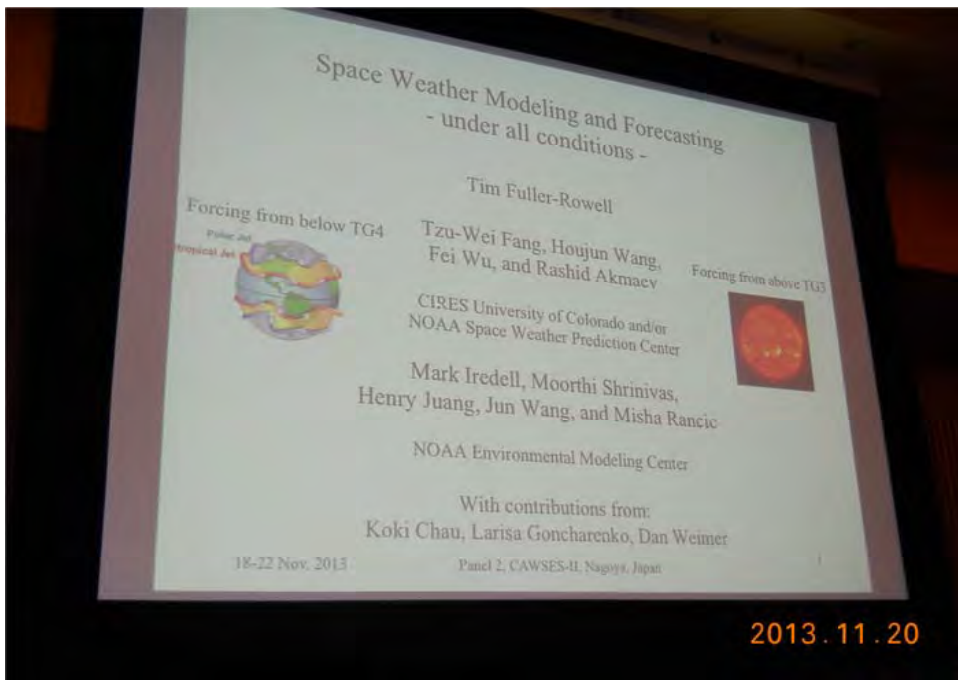 Space Weather Modeling and Forecasting
- under all conditions -
Tim Fuller-Rowell
Forcing from below TG4
Polar Jet
tropical Jet
Tzu-Wei Fang, Houjun Wang,
Fei Wu, and Rashid Akmaev
Forcing from above TG3
CIRES University of Colorado and/or
NOAA Space Weather Prediction Center
Mark Iredell, Moorthi Shrinivas,
Henry Juang, Jun Wang, and Misha Rancic
NOAA Environmental Modeling Center
With contributions from:
Koki Chau, Larisa Goncharenko, Dan Weimer
18-22 Nov. 2013
Panel 2, CAWSES-II, Nagoya, Japan
1
2013.11.20